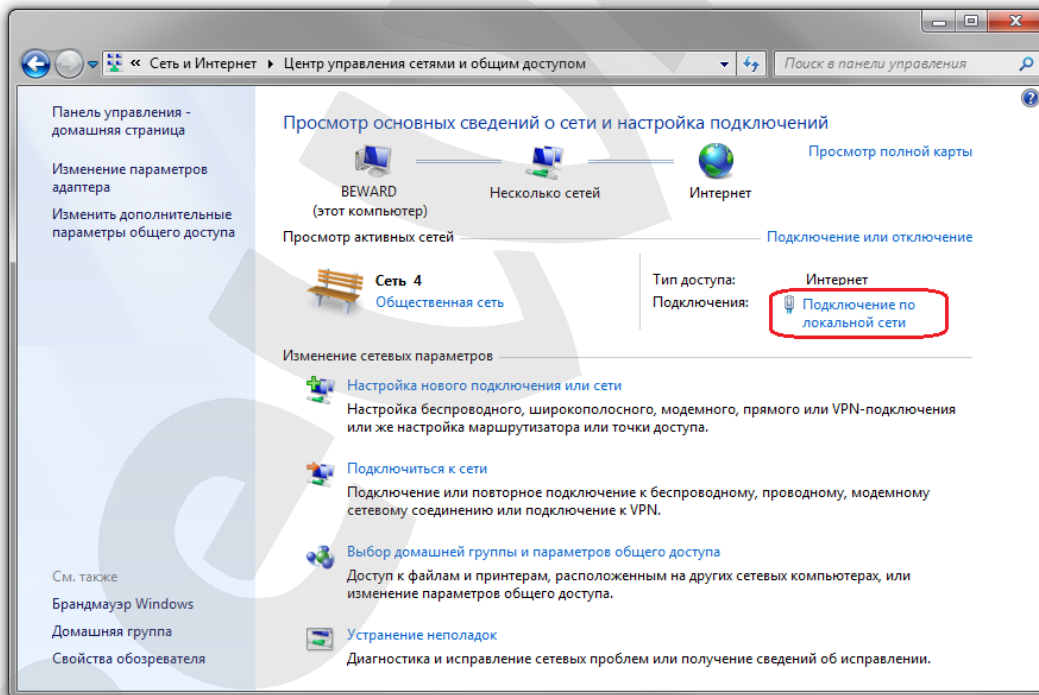 « Сеть и Интернет ▸ Центр управления сетями и общим доступом
Поиск в панели управления
Панель управления -
домашняя страница
Изменение параметров
адаптера
Изменить дополнительные
параметры общего доступа
Просмотр основных сведений о сети и настройка подключений
Просмотр полной карты
BEWARD
(этот компьютер)
Несколько сетей
Интернет
Просмотр активных сетей
Подключение или отключение
Сеть 4
Общественная сеть
Тип доступа: Интернет
Подключения: Подключение по
локальной сети
Изменение сетевых параметров
Настройка нового подключения или сети
Настройка беспроводного, широкополосного, модемного, прямого или VPN-подключения
или же настройка маршрутизатора или точки доступа.
Подключиться к сети
Подключение или повторное подключение к беспроводному, проводному, модемному
сетевому соединению или подключение к VPN.
Выбор домашней группы и параметров общего доступа
Доступ к файлам и принтерам, расположенным на других сетевых компьютерах, или
изменение параметров общего доступа.
Устранение неполадок
Диагностика и исправление сетевых проблем или получение сведений об исправлении.
См. также
Брандмауэр Windows
Домашняя группа
Свойства обозревателя